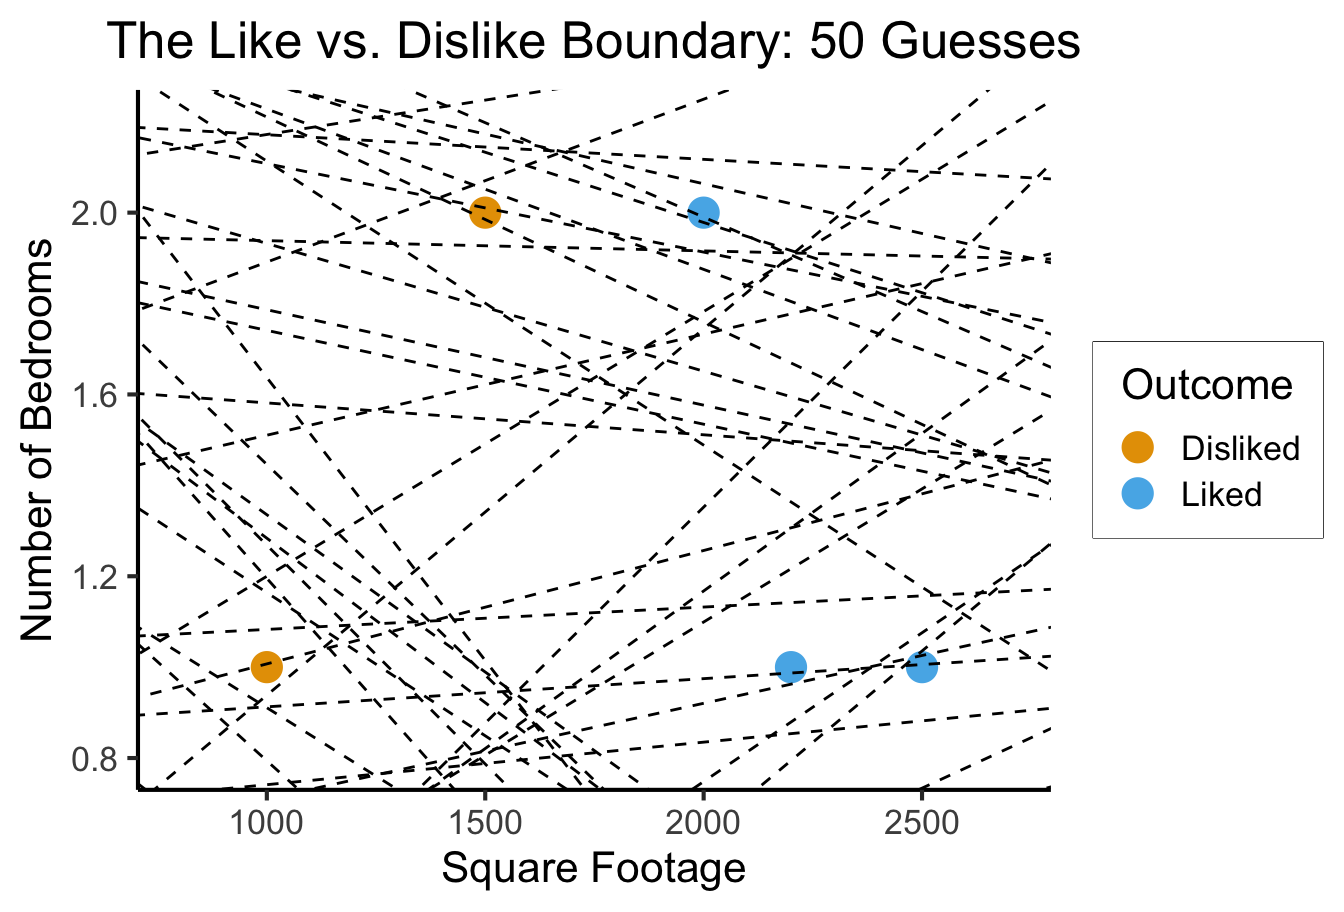 The Like vs. Dislike Boundary: 50 Guesses
Number of Bedrooms
2.0
1.6
1.2
0.8
1000 1500 2000 2500
Square Footage
Outcome
Disliked
Liked